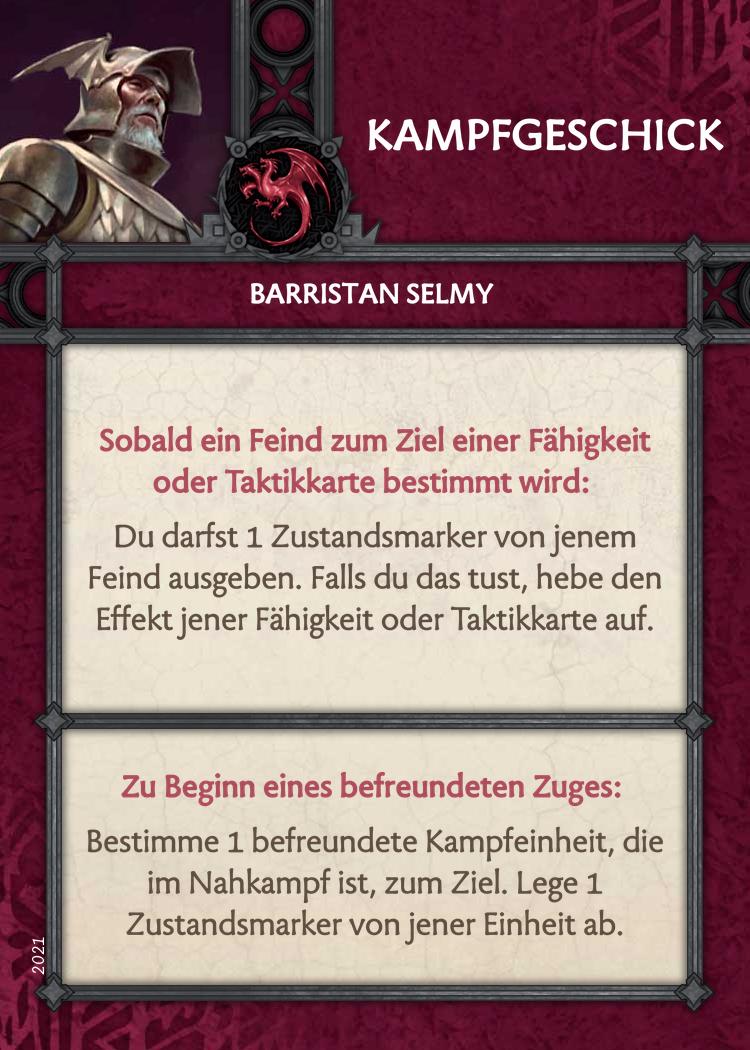 KAMPFGESCHICK
BARRISTAN SELMY
Sobald ein Feind zum Ziel einer Fähigkeit
oder Taktikkarte bestimmt wird:
Du darfst 1 Zustandsmarker von jenem
Feind ausgeben. Falls du das tust, hebe den
Effekt jener Fähigkeit oder Taktikkarte auf.
Zu Beginn eines befreundeten Zuges:
Bestimme 1 befreundete Kampfeinheit, die
im Nahkampf ist, zum Ziel. Lege 1
Zustandsmarker von jener Einheit ab.
2021